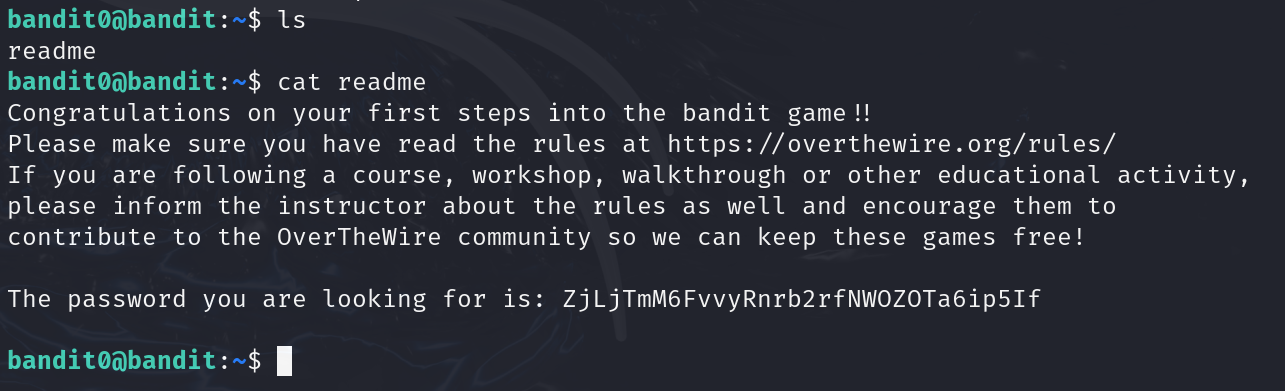 bandit0@bandit:~$ ls
readme
bandit0@bandit:~$ cat readme
Congratulations on your first steps into the bandit game!!
Please make sure you have read the rules at https://overthewire.org/rules/
If you are following a course, workshop, walkthrough or other educational activity,
please inform the instructor about the rules as well and encourage them to
contribute to the OverTheWire community so we can keep these games free!
The password you are looking for is: ZjLjTmM6FvvyRnrb2rfNWOZOTa6ip5If
bandit0@bandit:~$